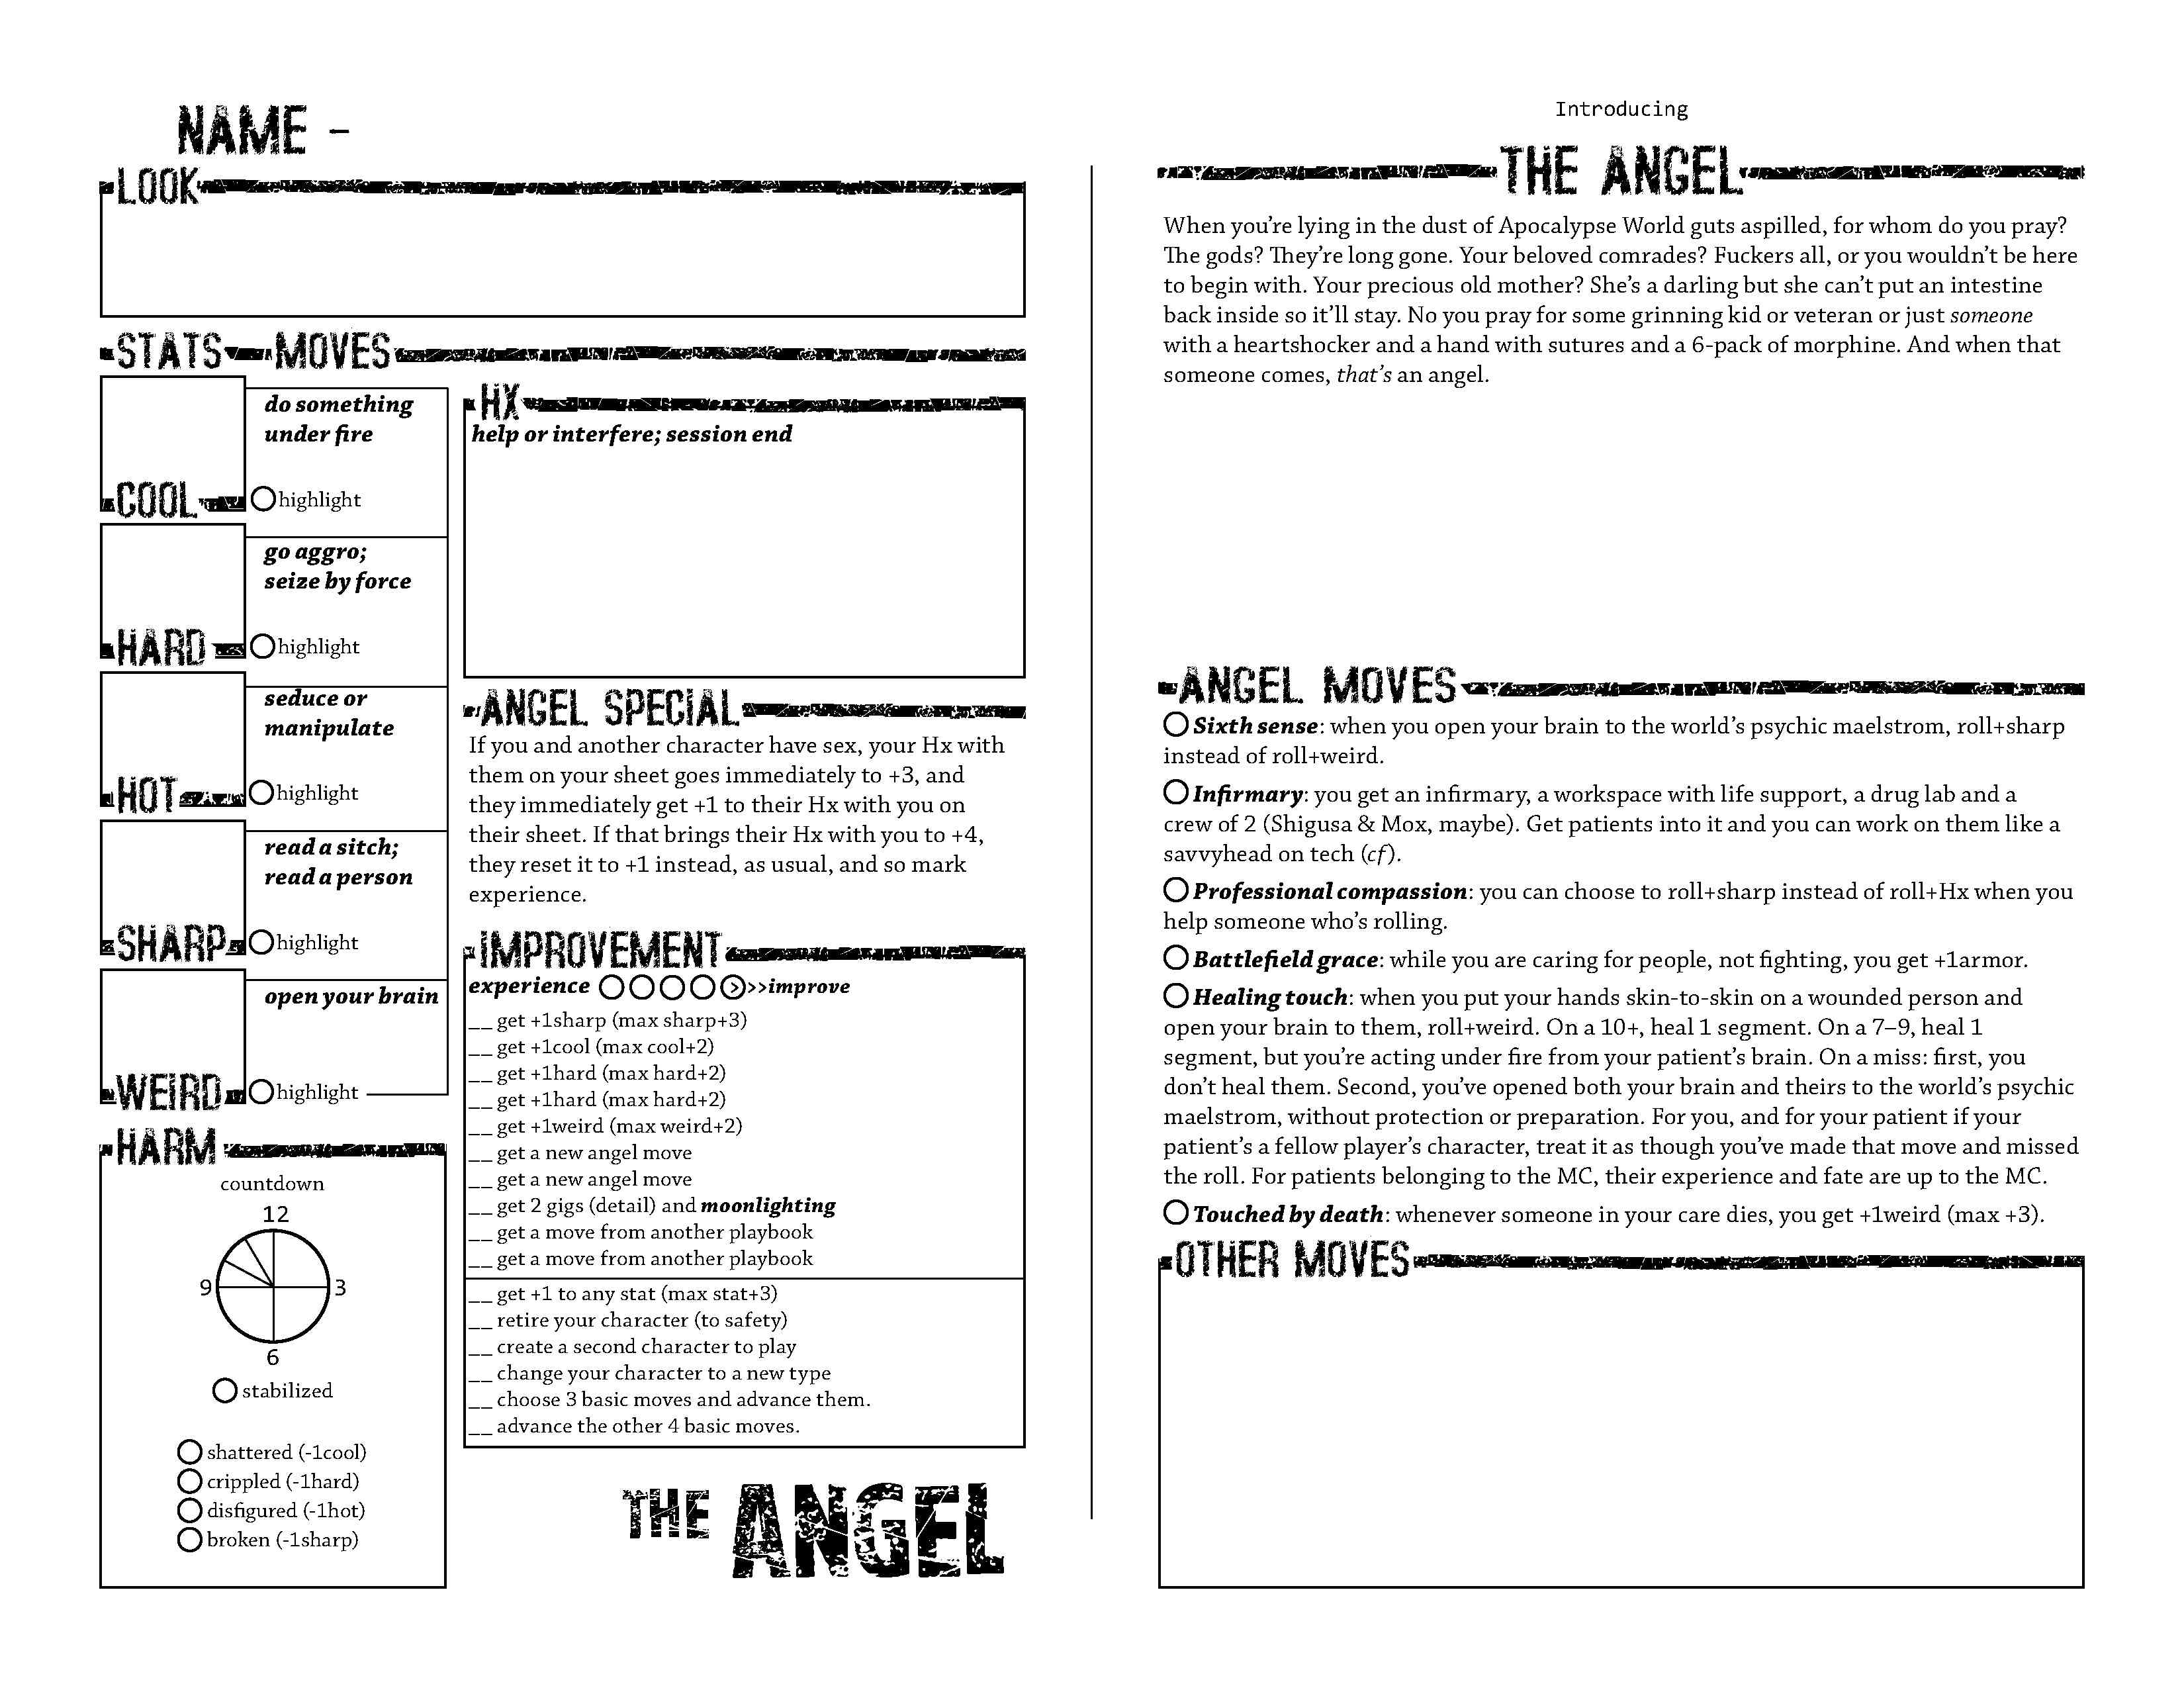 NAME -
LOOK
STATS MOVES
do something
under fire
COOL
highlight
go aggro;
seize by force
HARD
highlight
seduce or
manipulate
HOT
highlight
read a sitch;
read a person
SHARP
highlight
open your brain
WEIRD
highlight
HARM
countdown
12
9
3
6
stabilized
shattered (-1cool)
crippled (-1hard)
disfigured (-1hot)
broken (-1sharp)
HX
help or interfere; session end
ANGEL SPECIAL
If you and another character have sex, your Hx with
them on your sheet goes immediately to +3, and
they immediately get +1 to their Hx with you on
their sheet. If that brings their Hx with you to +4,
they reset it to +1 instead, as usual, and so mark
experience.
IMPROVEMENT
experience >>>improve
__ get +1sharp (max sharp+3)
__ get +1cool (max cool+2)
__ get +1hard (max hard+2)
__ get +1hard (max hard+2)
__ get +1weird (max weird+2)
__ get a new angel move
__ get a new angel move
__ get 2 gigs (detail) and moonlighting
__ get a move from another playbook
__ get a move from another playbook
__ get +1 to any stat (max stat+3)
__ retire your character (to safety)
__ create a second character to play
__ change your character to a new type
__ choose 3 basic moves and advance them.
__ advance the other 4 basic moves.
THE ANGEL
Introducing
THE ANGEL
When you're lying in the dust of Apocalypse World guts aspilled, for whom do you pray?
The gods? They're long gone. Your beloved comrades? Fuckers all, or you wouldn't be here
to begin with. Your precious old mother? She's a darling but she can't put an intestine
back inside so it'll stay. No you pray for some grinning kid or veteran or just someone
with a heartshocker and a hand with sutures and a 6-pack of morphine. And when that
someone comes, that's an angel.
ANGEL MOVES
Sixth sense: when you open your brain to the world's psychic maelstrom, roll+sharp
instead of roll+weird.
Infirmary: you get an infirmary, a workspace with life support, a drug lab and a
crew of 2 (Shigusa & Mox, maybe). Get patients into it and you can work on them like a
savvyhead on tech (cf).
Professional compassion: you can choose to roll+sharp instead of roll+Hx when you
help someone who's rolling.
Battlefield grace: while you are caring for people, not fighting, you get +1armor.
Healing touch: when you put your hands skin-to-skin on a wounded person and
open your brain to them, roll+weird. On a 10+, heal 1 segment. On a 7–9, heal 1
segment, but you're acting under fire from your patient's brain. On a miss: first, you
don't heal them. Second, you've opened both your brain and theirs to the world's psychic
maelstrom, without protection or preparation. For you, and for your patient if your
patient's a fellow player's character, treat it as though you've made that move and missed
the roll. For patients belonging to the MC, their experience and fate are up to the MC.
Touched by death: whenever someone in your care dies, you get +1weird (max +3).
OTHER MOVES